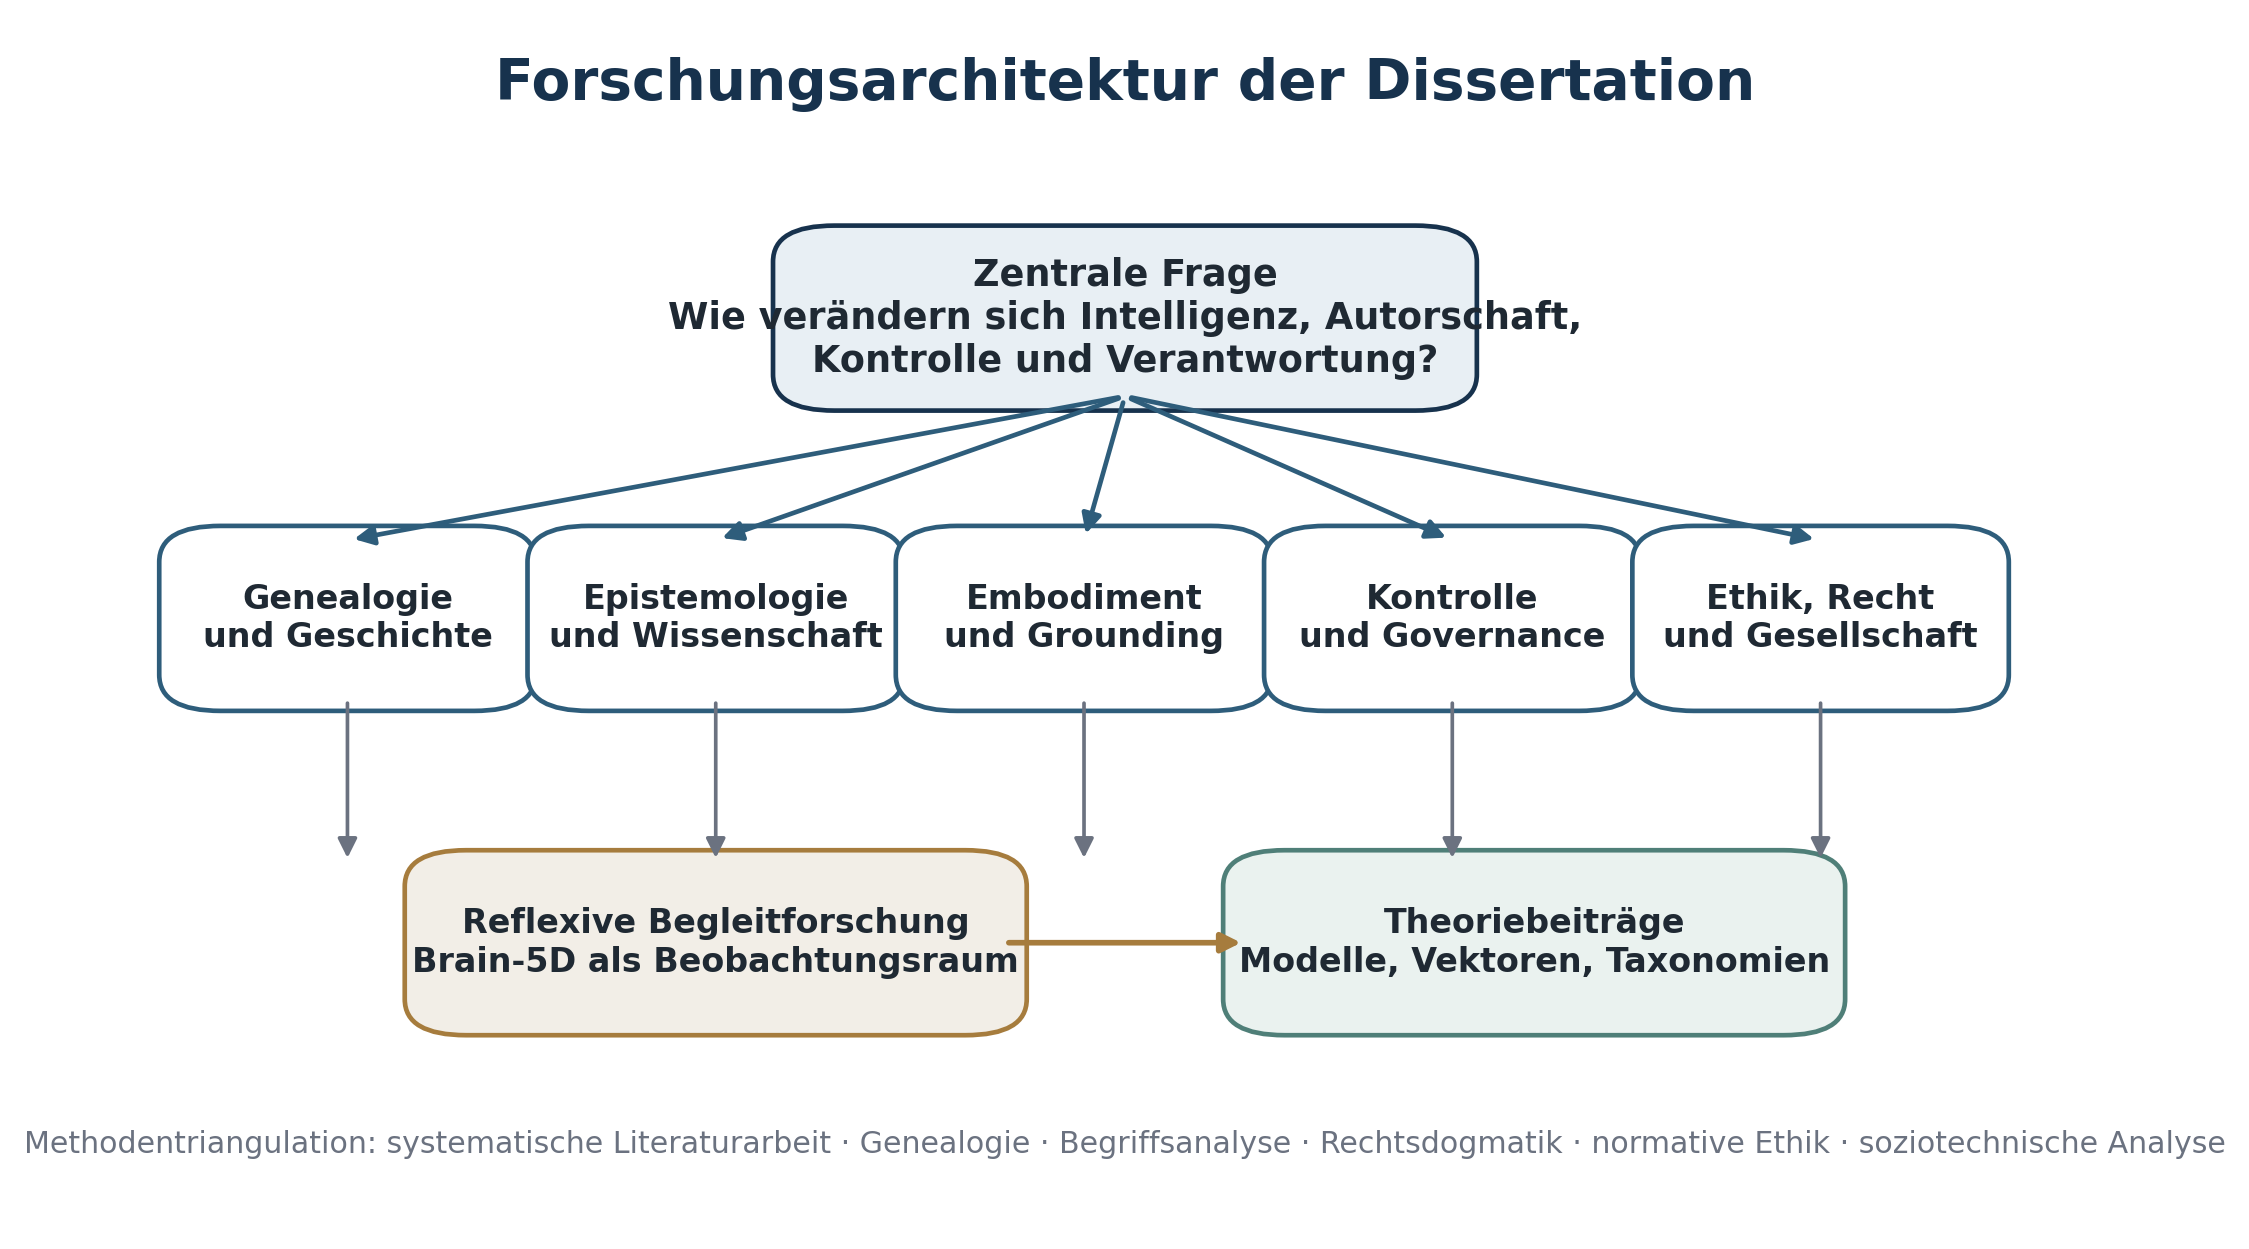 Forschungsarchitektur der Dissertation
Zentrale Frage
Wie verändern sich Intelligenz, Autorschaft,
Kontrolle und Verantwortung?
Genealogie
und Geschichte
Epistemologie
und Wissenschaft
Embodiment
und Grounding
Kontrolle
und Governance
Ethik, Recht
und Gesellschaft
Reflexive Begleitforschung
Brain-5D als Beobachtungsraum
Theoriebeiträge
Modelle, Vektoren, Taxonomien
Methodentriangulation: systematische Literaturarbeit · Genealogie · Begriffsanalyse · Rechtsdogmatik · normative Ethik · soziotechnische Analyse